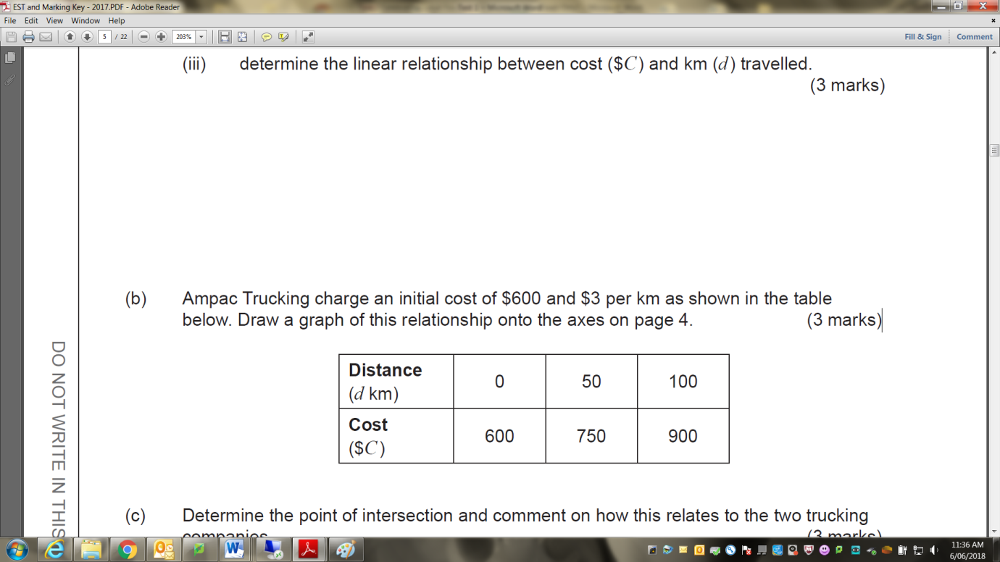 EST and Marking Key - 2017.PDF - Adobe Reader
File Edit View Window Help
5 / 22 203% Fill & Sign Comment
(iii) determine the linear relationship between cost ($C) and km (d) travelled.
(3 marks)
(b) Ampac Trucking charge an initial cost of $600 and $3 per km as shown in the table
below. Draw a graph of this relationship onto the axes on page 4. (3 marks)
Distance
(d km) 0 50 100
Cost
($C) 600 750 900
(c) Determine the point of intersection and comment on how this relates to the two trucking
companies. (3 marks)
DO NOT WRITE IN THIS
11:36 AM
6/06/2018